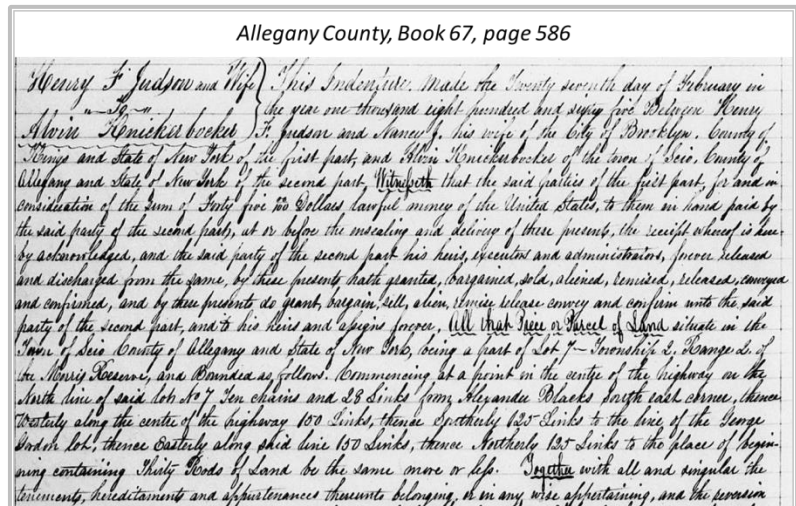 Allegany County, Book 67, page 586
Henry F Judson and Wife
" To "
Alvin Knickerbocker
This Indenture Made the Twenty seventh day of February in
the year one thousand eight hundred and sixty five Between Henry
F. Judson and Nancy J. his wife of the City of Brooklyn, County of
Kings and State of New York of the first part, and Alvin Knickerbocker of the town of Scio, County of
Allegany and State of New York of the second part, Witnesseth that the said parties of the first part, for and in
consideration of the sum of Forty five Dollars lawful money of the United States, to them in hand paid by
the said party of the second part, at or before the ensealing and delivery of these presents, the receipt whereof is here-
by acknowledged, and the said party of the second part his heirs, executors and administrators, forever released
and discharged from the same, by these presents hath granted, bargained, sold, aliened, remised, released, conveyed
and confirmed, and by these presents do grant, bargain, sell, alien, remise release convey and confirm unto the said
party of the second part, and to his heirs and assigns forever, All that Piece or Parcel of Land situate in the
Town of Scio County of Allegany and State of New York, being a part of Lot 7 - Township 2, Range 2. of
the Morris Reserve, and Bounded as follows. Commencing at a point in the centre of the highway on the
North line of said lot No 7 Ten chains and 28 Links from Alexander Blacks South east corner, thence
Westerly along the centre of the highway 150 Links, thence Southerly 125 Links to the line of the George
Gordon lot, thence Easterly along said line 150 Links, thence Northerly 125 Links to the place of begin-
ning containing Thirty Rods of Land be the same more or less. Together with all and singular the
tenements, hereditaments and appurtenances thereunto belonging, or in any wise appertaining, and the reversion